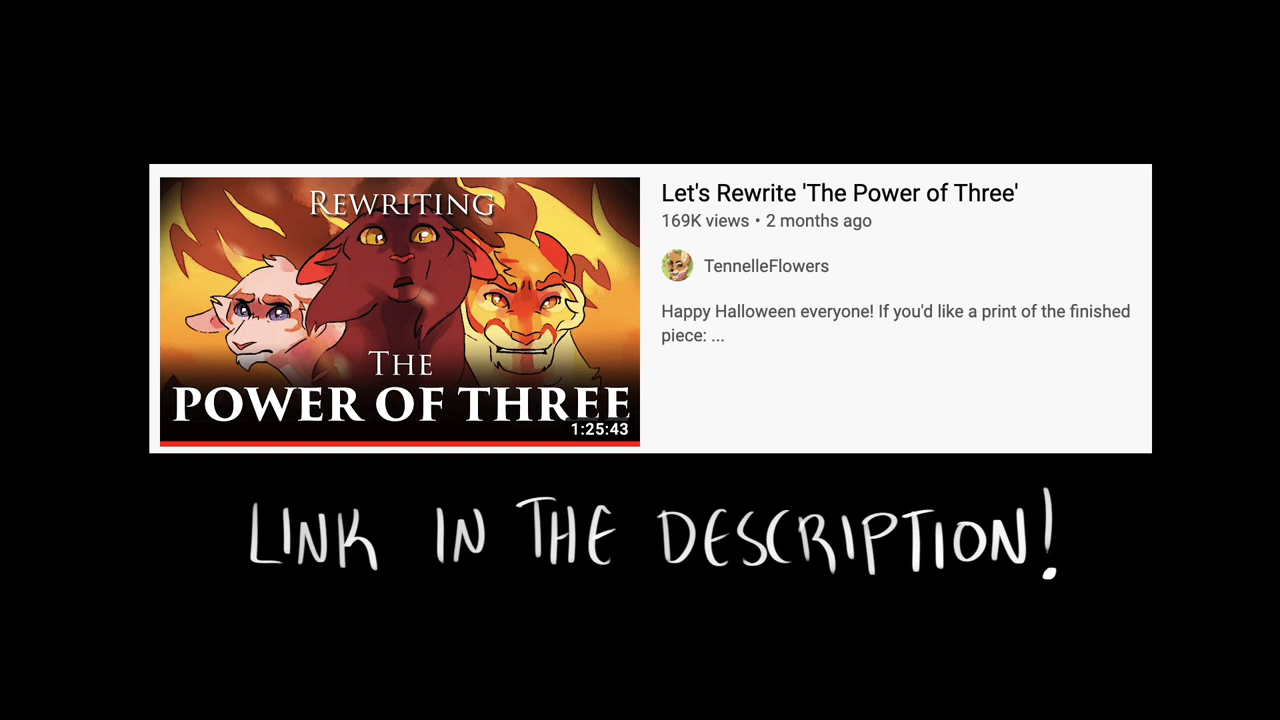 REWRITING
THE
POWER OF THREE
1:25:43
Let's Rewrite 'The Power of Three'
169K views • 2 months ago
TennelleFlowers
Happy Halloween everyone! If you'd like a print of the finished
piece: ...
LINK IN THE DESCRIPTION!